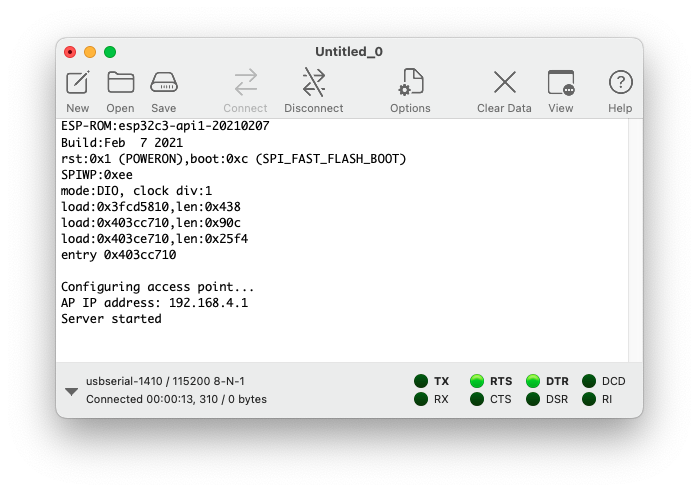 Untitled_0
New Open Save Connect Disconnect Options Clear Data View Help
ESP-ROM:esp32c3-api1-20210207
Build:Feb  7 2021
rst:0x1 (POWERON),boot:0xc (SPI_FAST_FLASH_BOOT)
SPIWP:0xee
mode:DIO, clock div:1
load:0x3fcd5810,len:0x438
load:0x403cc710,len:0x90c
load:0x403ce710,len:0x25f4
entry 0x403cc710
Configuring access point...
AP IP address: 192.168.4.1
Server started
usbserial-1410 / 115200 8-N-1 TX RTS DTR DCD
Connected 00:00:13, 310 / 0 bytes RX CTS DSR RI